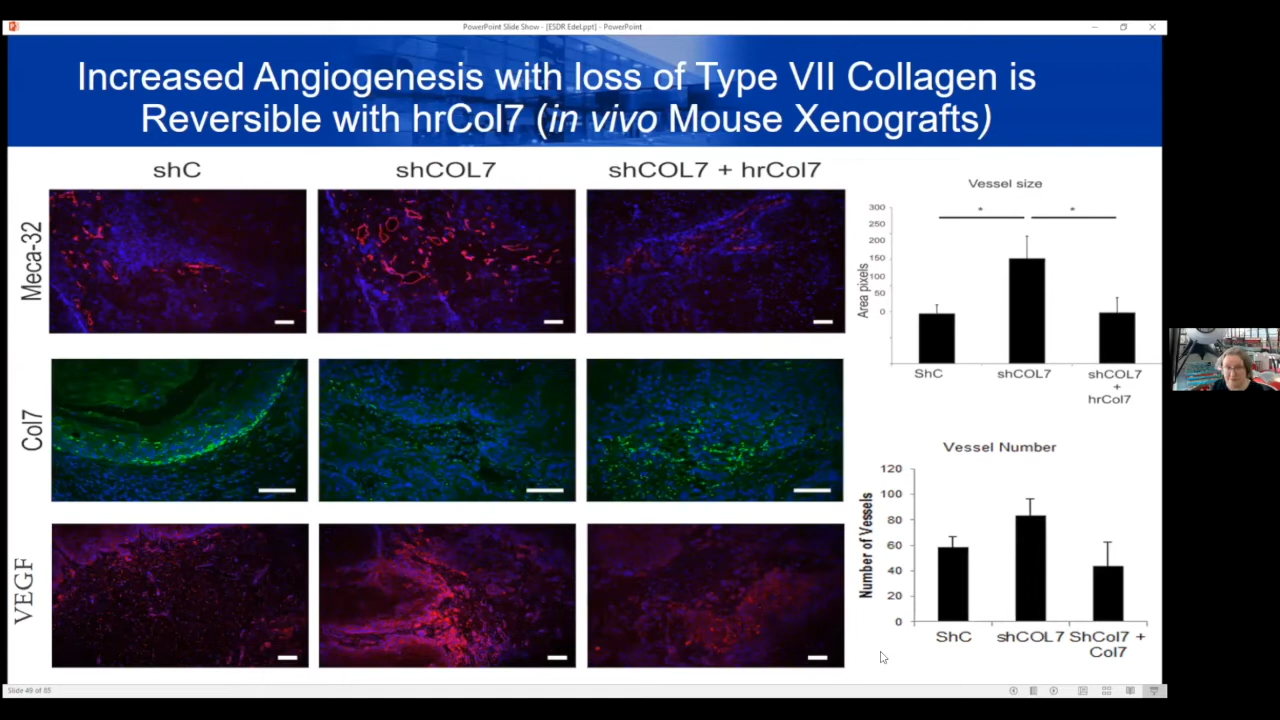 PowerPoint Slide Show - [ESDR Edel.ppt] - PowerPoint
Increased Angiogenesis with loss of Type VII Collagen is
Reversible with hrCol7 (in vivo Mouse Xenografts)
shC
shCOL7
shCOL7 + hrCol7
Meca-32
Col7
VEGF
Vessel size
Area pixels
300
250
200
150
100
50
0
*
*
ShC
shCOL7
shCOL7
+
hrCol7
Vessel Number
Number of Vessels
120
100
80
60
40
20
0
ShC
shCOL7
ShCol7 +
Col7
Slide 49 of 85